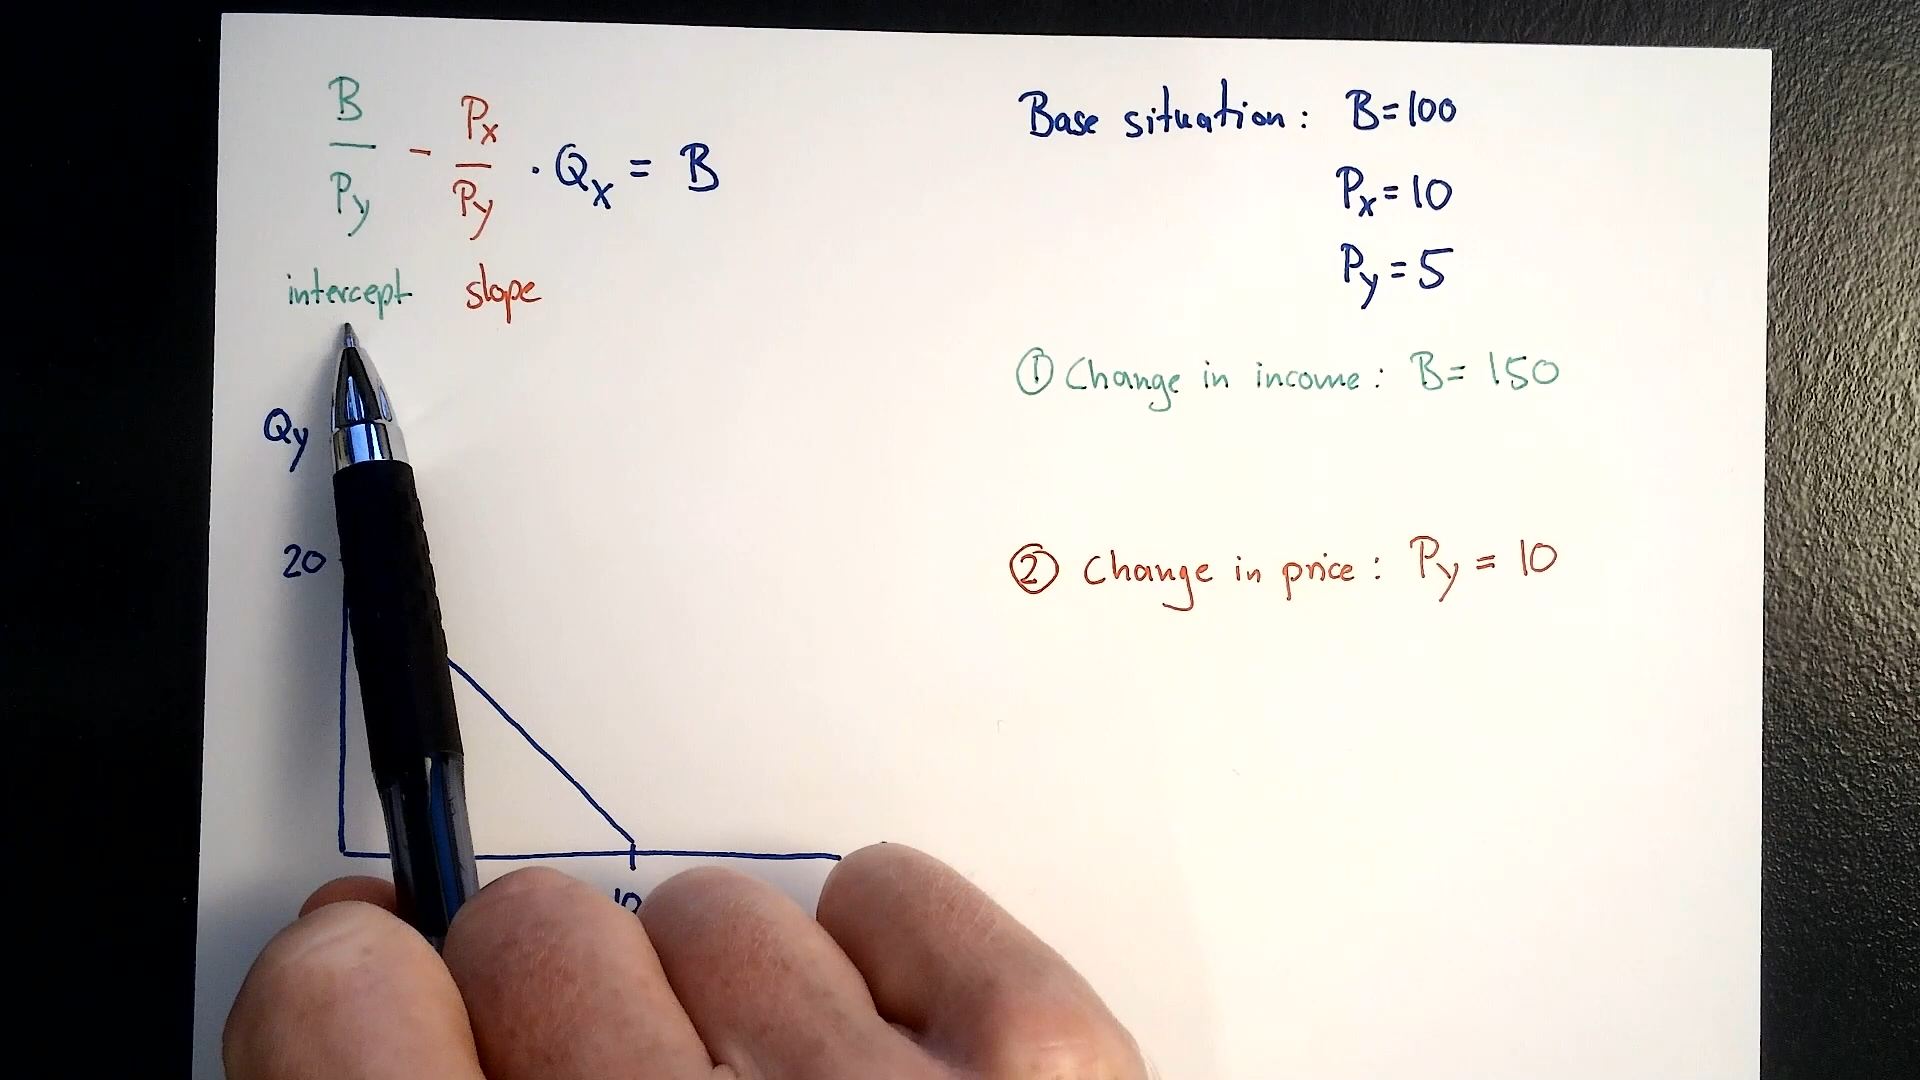 B/Py - Px/Py · Qx = B
intercept slope
Qy
20
10
Base situation: B=100
Px=10
Py=5
① Change in income: B= 150
② Change in price: Py = 10